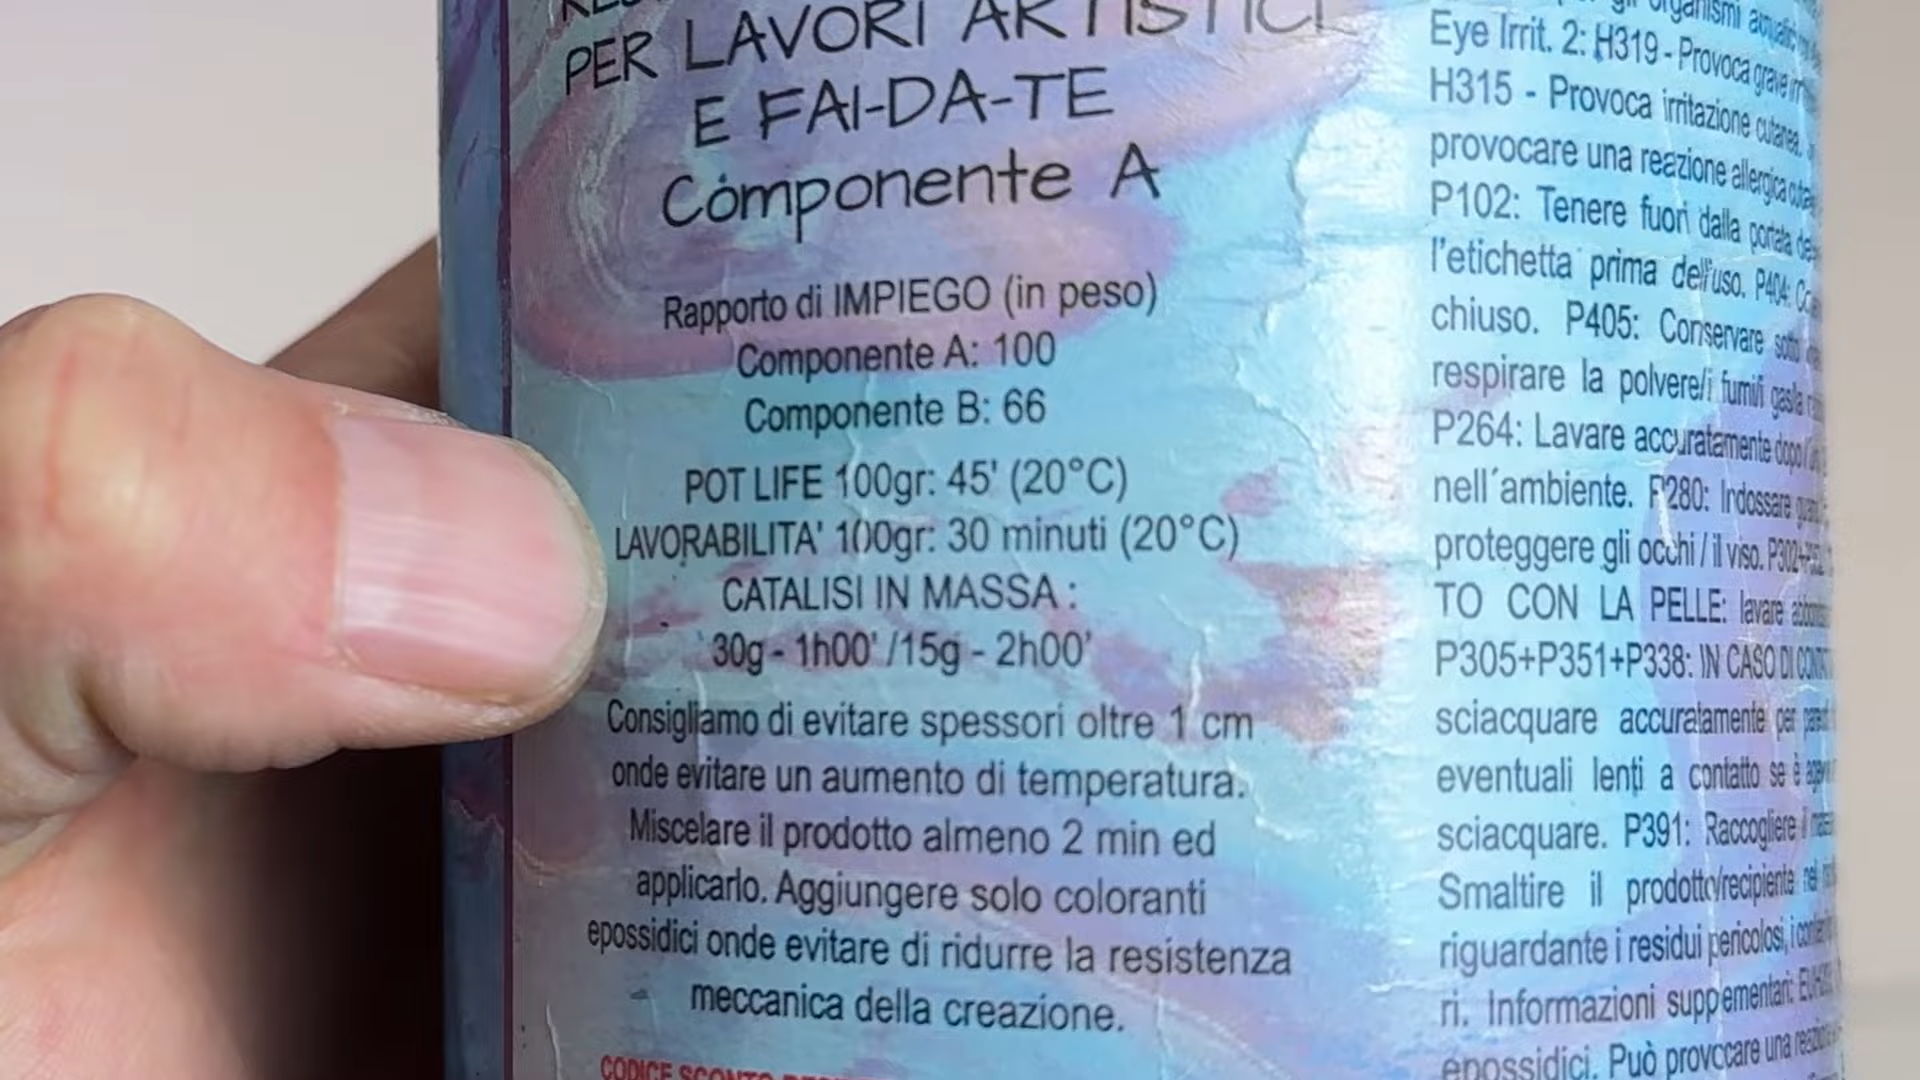 PER LAVORI ARTISTICI
E FAI-DA-TE
Componente A
Rapporto di IMPIEGO (in peso)
Componente A: 100
Componente B: 66
POT LIFE 100gr: 45' (20°C)
LAVORABILITA' 100gr: 30 minuti (20°C)
CATALISI IN MASSA :
30g - 1h00' /15g - 2h00'
Consigliamo di evitare spessori oltre 1 cm
onde evitare un aumento di temperatura.
Miscelare il prodotto almeno 2 min ed
applicarlo. Aggiungere solo coloranti
epossidici onde evitare di ridurre la resistenza
meccanica della creazione.
CODICE SCONTO
gli organismi
Eye Irrit. 2: H319 - Provoca grave
H315 - Provoca irritazione cutanea.
provocare una reazione allergica
P102: Tenere fuori dalla portata
l'etichetta prima dell'uso. P404:
chiuso. P405: Conservare sotto
respirare la polvere/i fumi/i
P264: Lavare accuratamente dopo
nell´ambiente. P280: Indossare
proteggere gli occhi / il viso.
TO CON LA PELLE: lavare
P305+P351+P338: IN CASO DI
sciacquare accuratamente per
eventuali lenti a contatto se è
sciacquare. P391: Raccogliere
Smaltire il prodotto/recipiente
riguardante i residui pericolosi, i
ri. Informazioni
epossidici. Può provocare una